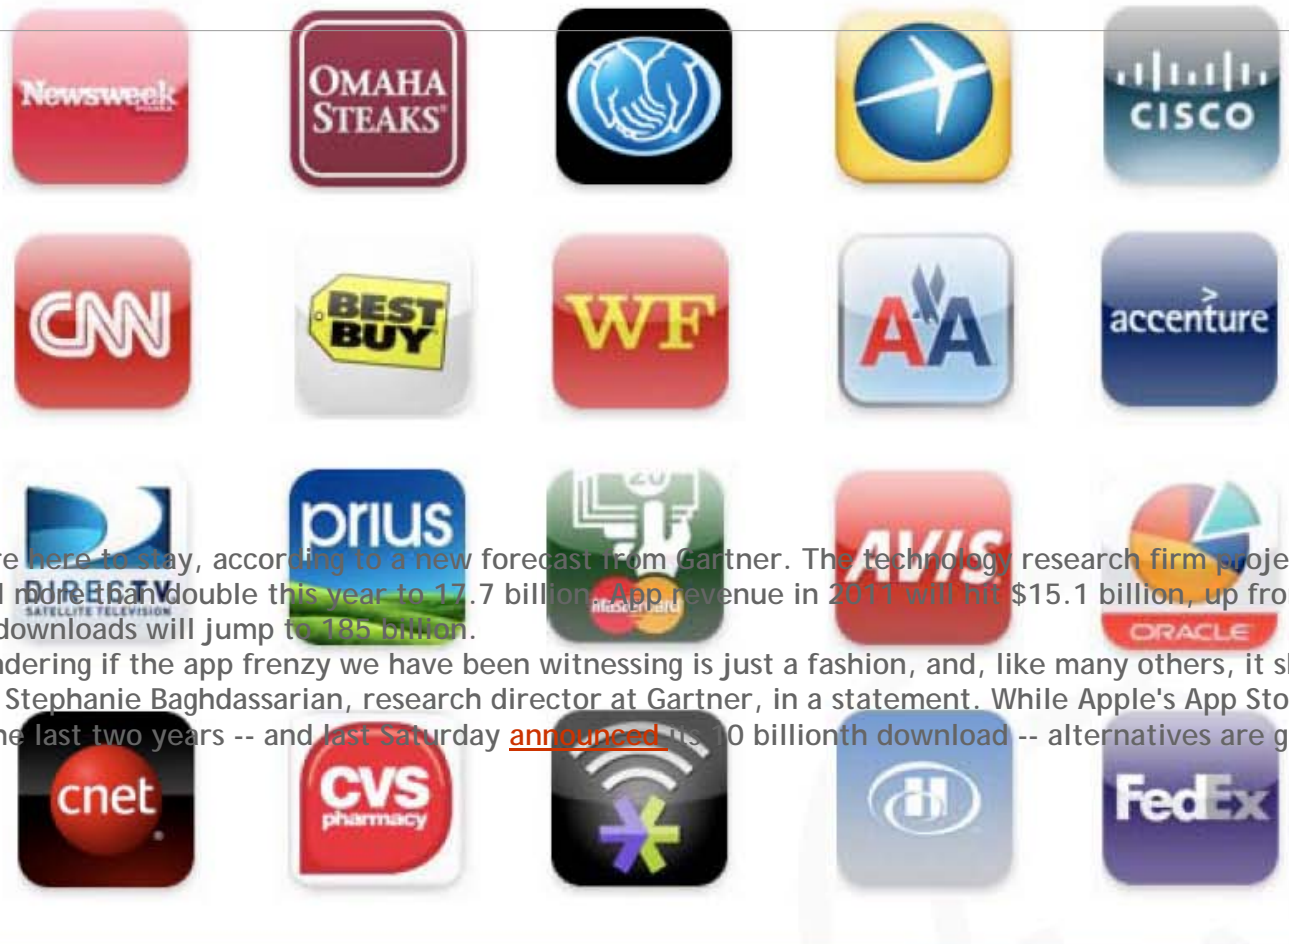 Newsweek
OMAHA
STEAKS®
CISCO
CNN
BEST
BUY
WF
AA
accenture
DIRECTV
SATELLITE TELEVISION
prius
20
MasterCard
AVIS
ORACLE
re here to stay, according to a new forecast from Gartner. The technology research firm proje
more than double this year to 17.7 billion. App revenue in 2011 will hit $15.1 billion, up fro
downloads will jump to 185 billion.
dering if the app frenzy we have been witnessing is just a fashion, and, like many others, it s
Stephanie Baghdassarian, research director at Gartner, in a statement. While Apple's App Sto
he last two years -- and last Saturday announced its 10 billionth download -- alternatives are g
cnet
CVS
pharmacy
H
FedEx